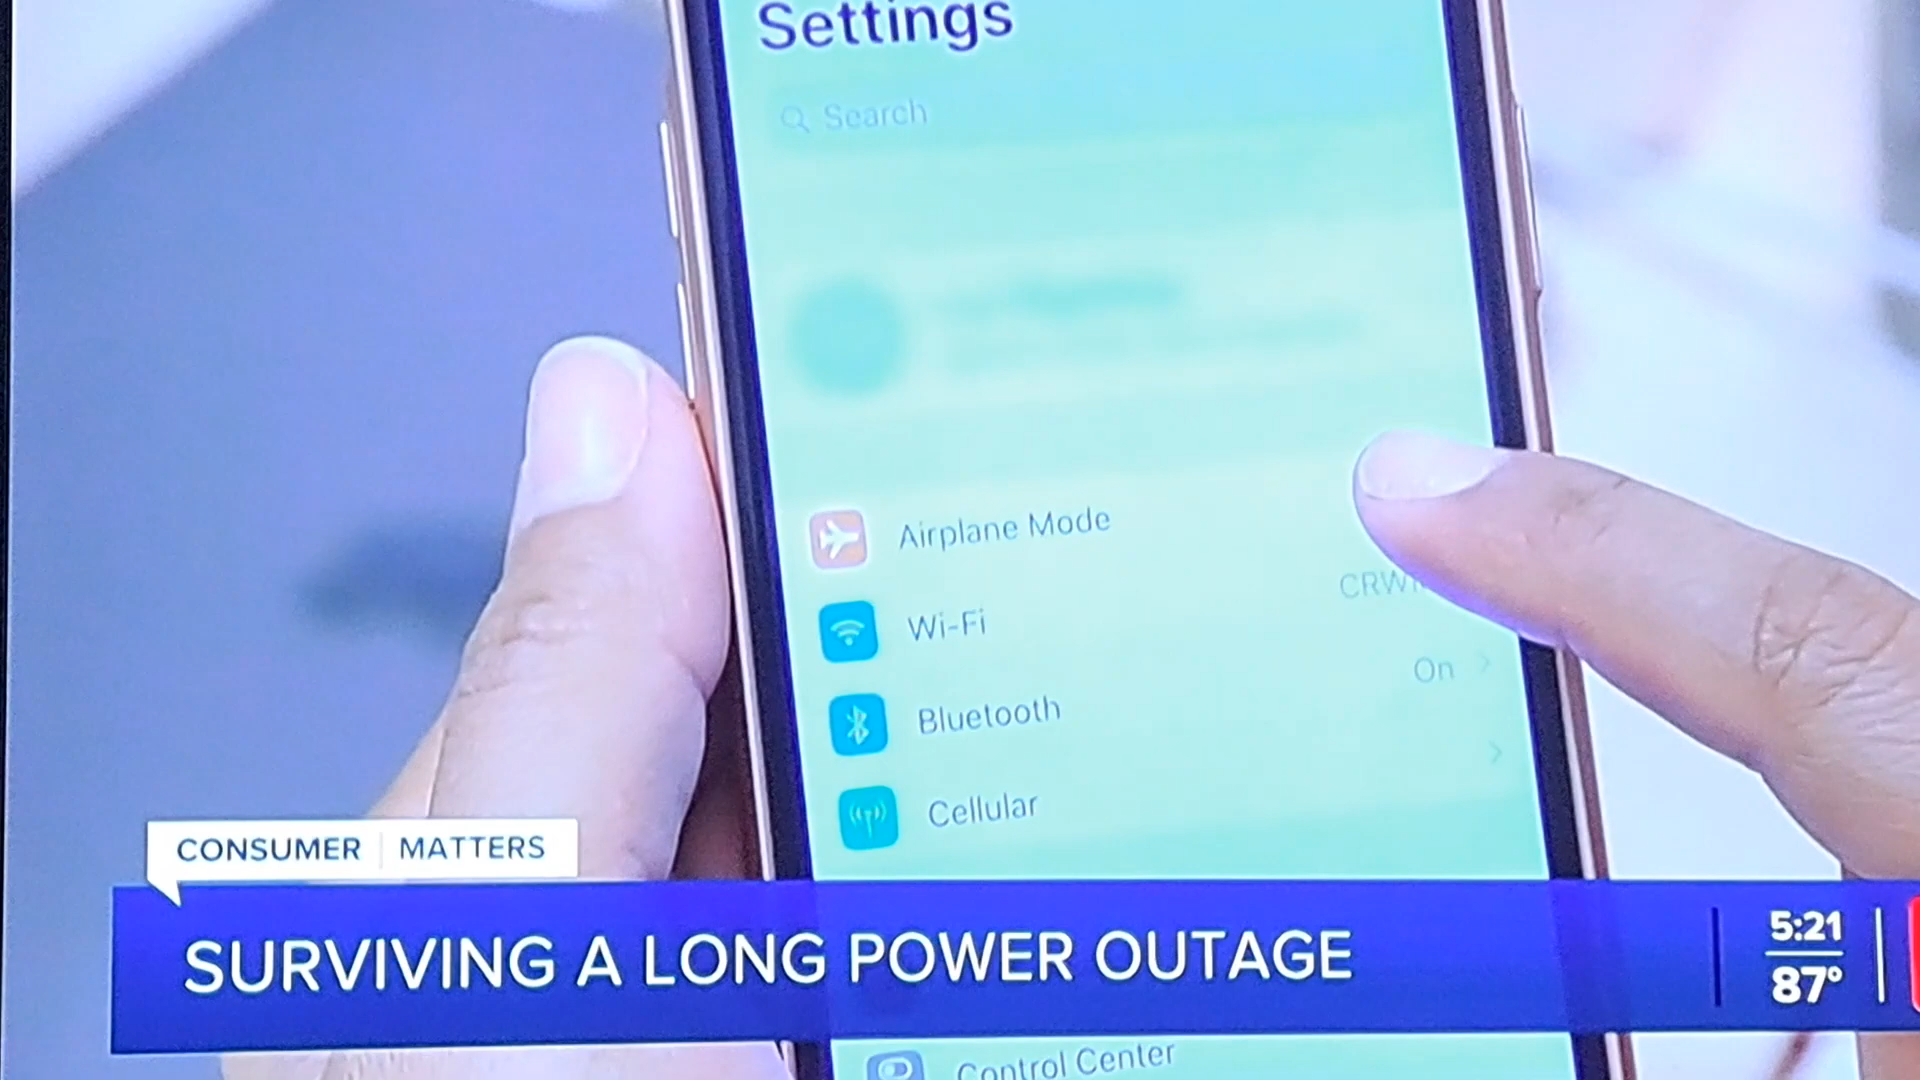 Settings
Search
Airplane Mode
Wi-Fi
Bluetooth
On
Cellular
CONSUMER MATTERS
SURVIVING A LONG POWER OUTAGE
5:21
87°
Control Center